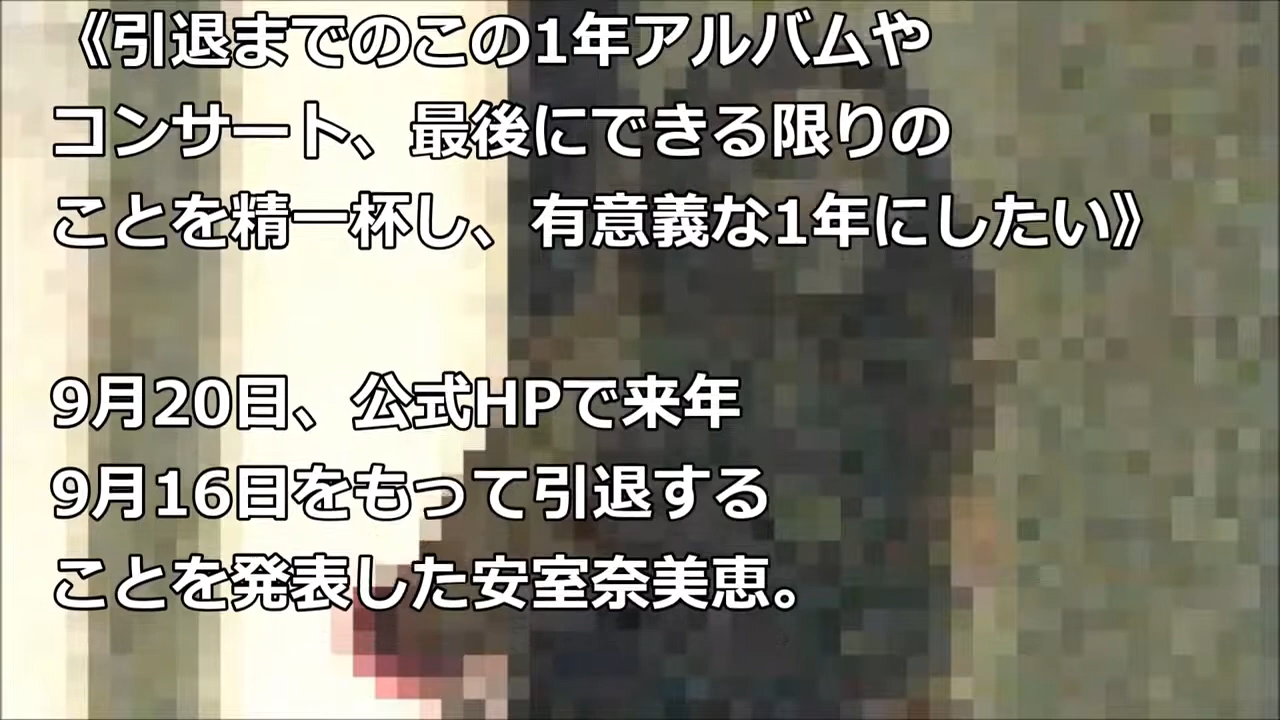 《引退までのこの1年アルバムや
コンサート、最後にできる限りの
ことを精一杯し、有意義な1年にしたい》
9月20日、公式HPで来年
9月16日をもって引退する
ことを発表した安室奈美恵。